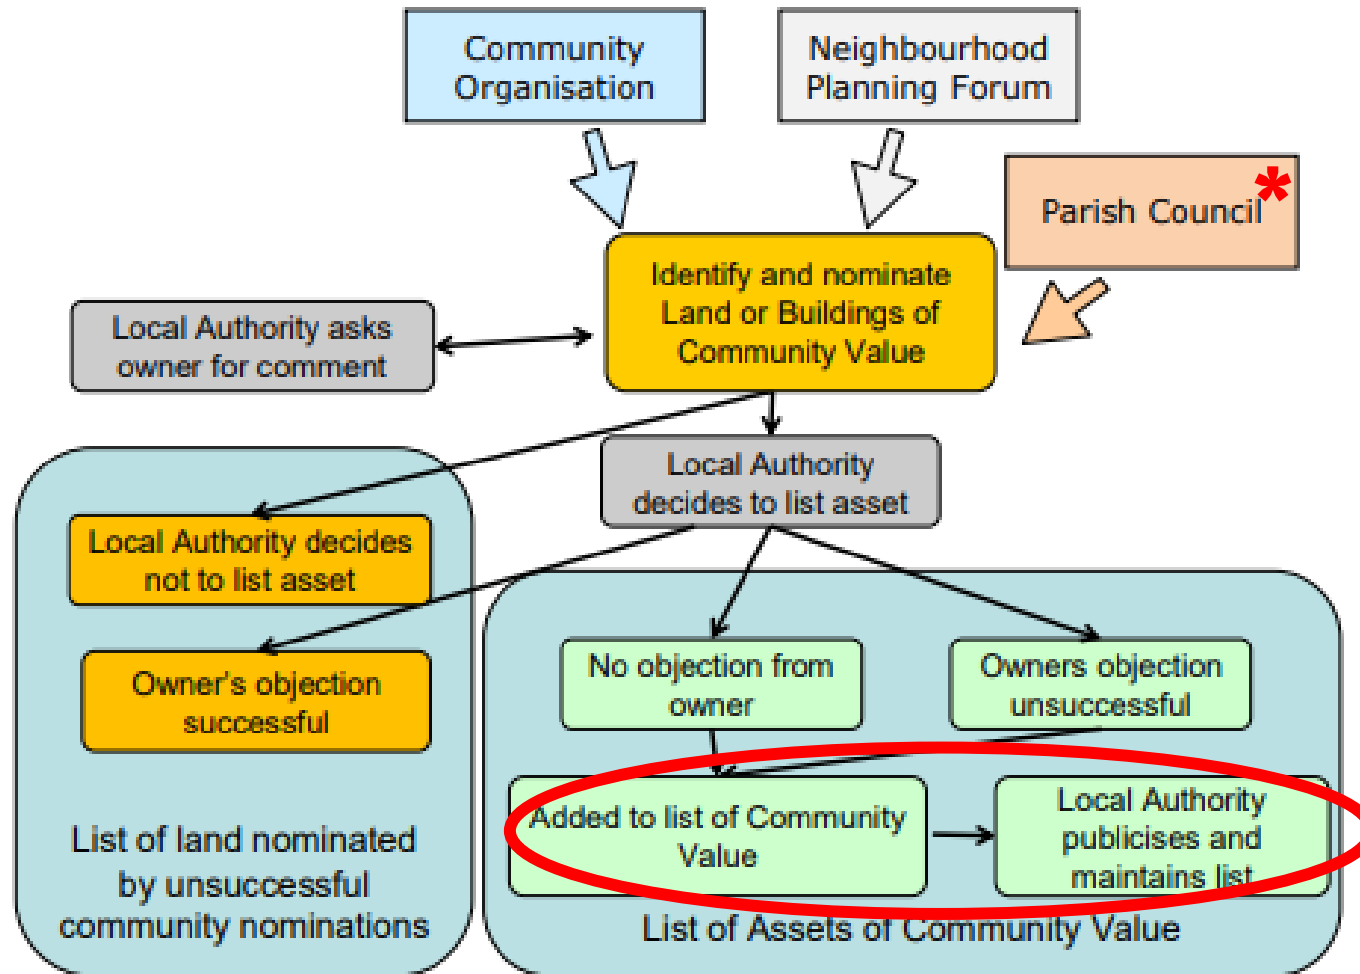 Community
Organisation
Neighbourhood
Planning Forum
Parish Council*
Identify and nominate
Land or Buildings of
Community Value
Local Authority asks
owner for comment
Local Authority
decides to list asset
Local Authority decides
not to list asset
Owner's objection
successful
No objection from
owner
Owners objection
unsuccessful
Added to list of Community
Value
Local Authority
publicises and
maintains list
List of land nominated
by unsuccessful
community nominations
List of Assets of Community Value